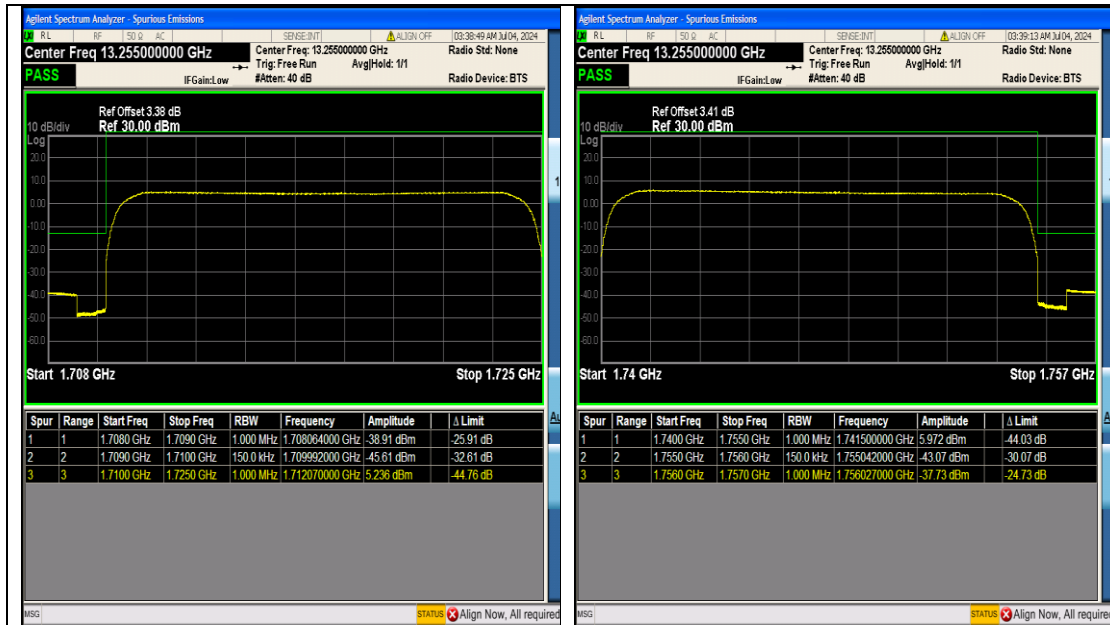 Agilent Spectrum Analyzer - Spurious Emissions
LXI RL RF 50 Ω AC SENSE:INT ALIGN OFF 03:38:49 AM Jul 04, 2024
Center Freq 13.255000000 GHz
Center Freq: 13.255000000 GHz
Radio Std: None
Trig: Free Run Avg|Hold: 1/1
PASS
IFGain:Low
#Atten: 40 dB
Radio Device: BTS
Ref Offset 3.38 dB
10 dB/div Ref 30.00 dBm
Log
20.0
10.0
0.00
-10.0
-20.0
-30.0
-40.0
-50.0
-60.0
Start 1.708 GHz Stop 1.725 GHz
Spur Range Start Freq Stop Freq RBW Frequency Amplitude Δ Limit
1 1 1.7080 GHz 1.7090 GHz 1.000 MHz 1.708064000 GHz -38.91 dBm -25.91 dB
2 2 1.7090 GHz 1.7100 GHz 150.0 kHz 1.709992000 GHz -45.61 dBm -32.61 dB
3 3 1.7100 GHz 1.7250 GHz 1.000 MHz 1.712070000 GHz 5.236 dBm -44.76 dB
MSG STATUS Align Now, All required
Agilent Spectrum Analyzer - Spurious Emissions
LXI RL RF 50 Ω AC SENSE:INT ALIGN OFF 03:39:13 AM Jul 04, 2024
Center Freq 13.255000000 GHz
Center Freq: 13.255000000 GHz
Radio Std: None
Trig: Free Run Avg|Hold: 1/1
PASS
IFGain:Low
#Atten: 40 dB
Radio Device: BTS
Ref Offset 3.41 dB
10 dB/div Ref 30.00 dBm
Log
20.0
10.0
0.00
-10.0
-20.0
-30.0
-40.0
-50.0
-60.0
Start 1.74 GHz Stop 1.757 GHz
Spur Range Start Freq Stop Freq RBW Frequency Amplitude Δ Limit
1 1 1.7400 GHz 1.7550 GHz 1.000 MHz 1.741500000 GHz 5.972 dBm -44.03 dB
2 2 1.7550 GHz 1.7560 GHz 150.0 kHz 1.755042000 GHz -43.07 dBm -30.07 dB
3 3 1.7560 GHz 1.7570 GHz 1.000 MHz 1.756027000 GHz -37.73 dBm -24.73 dB
MSG STATUS Align Now, All require